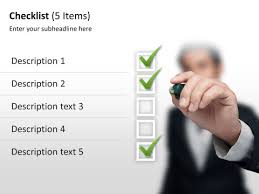 Checklist (5 Items)
Enter your subheadline here
Description 1
Description 2
Description text 3
Description text 4
Description text 5